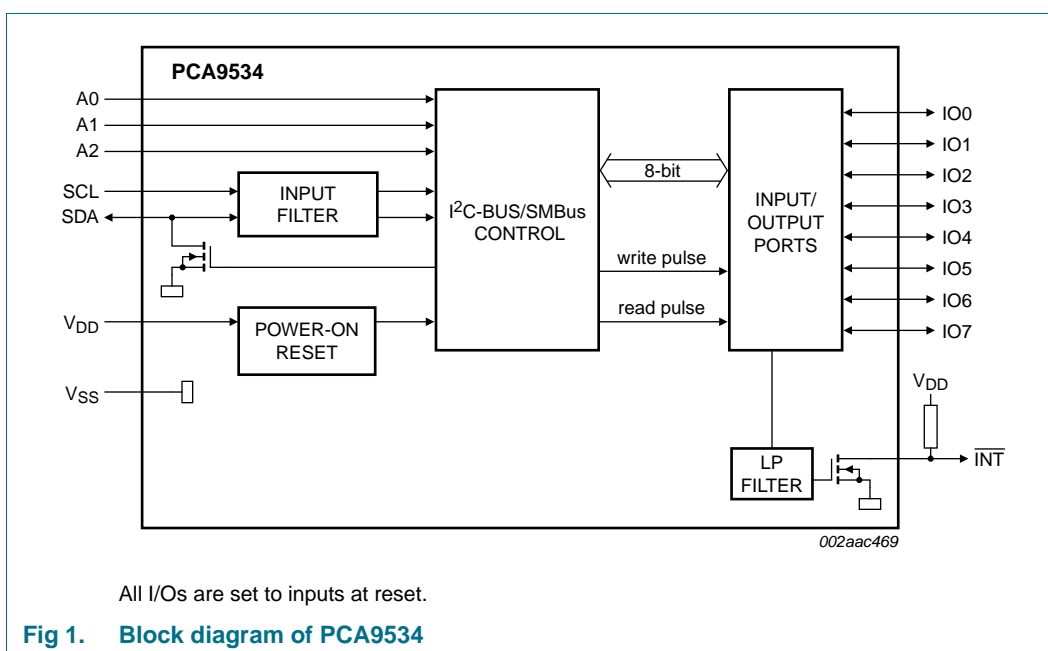 PCA9534
A0
A1
A2
SCL
SDA
VDD
VSS
INPUT
FILTER
POWER-ON
RESET
I2C-BUS/SMBus
CONTROL
8-bit
write pulse
read pulse
INPUT/
OUTPUT
PORTS
IO0
IO1
IO2
IO3
IO4
IO5
IO6
IO7
VDD
INT
LP
FILTER
002aac469
All I/Os are set to inputs at reset.
Fig 1. Block diagram of PCA9534